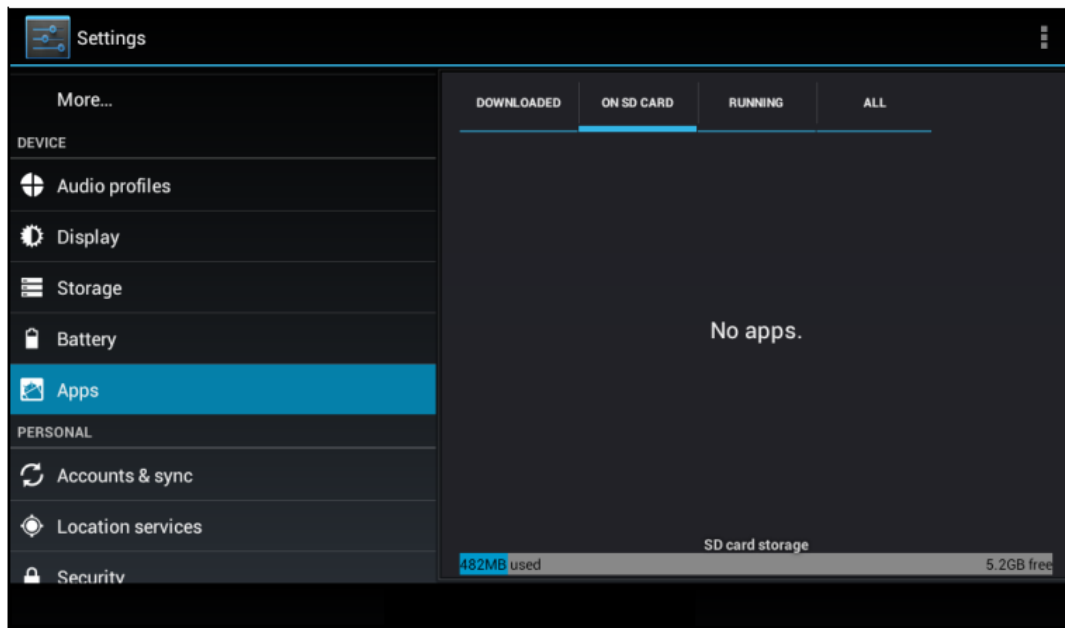 Settings
More...
DEVICE
Audio profiles
Display
Storage
Battery
Apps
PERSONAL
Accounts & sync
Location services
Security
DOWNLOADED
ON SD CARD
RUNNING
ALL
No apps.
SD card storage
482MB used
5.2GB free